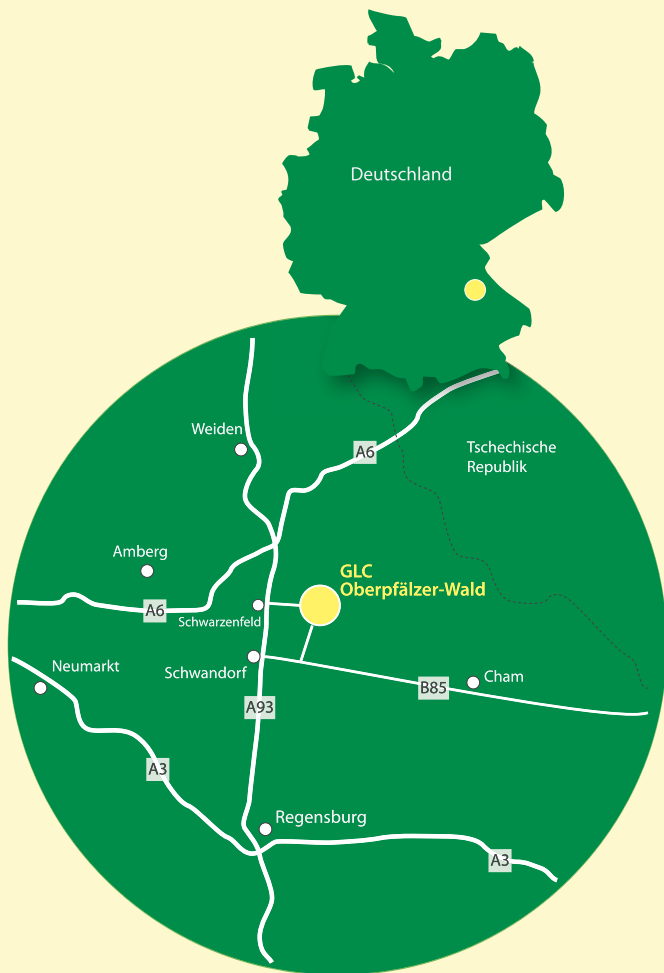 Deutschland
Weiden
A6
Tschechische
Republik
Amberg
GLC
Oberpfälzer-Wald
A6
Schwarzenfeld
Neumarkt
Schwandorf
Cham
B85
A93
A3
Regensburg
A3